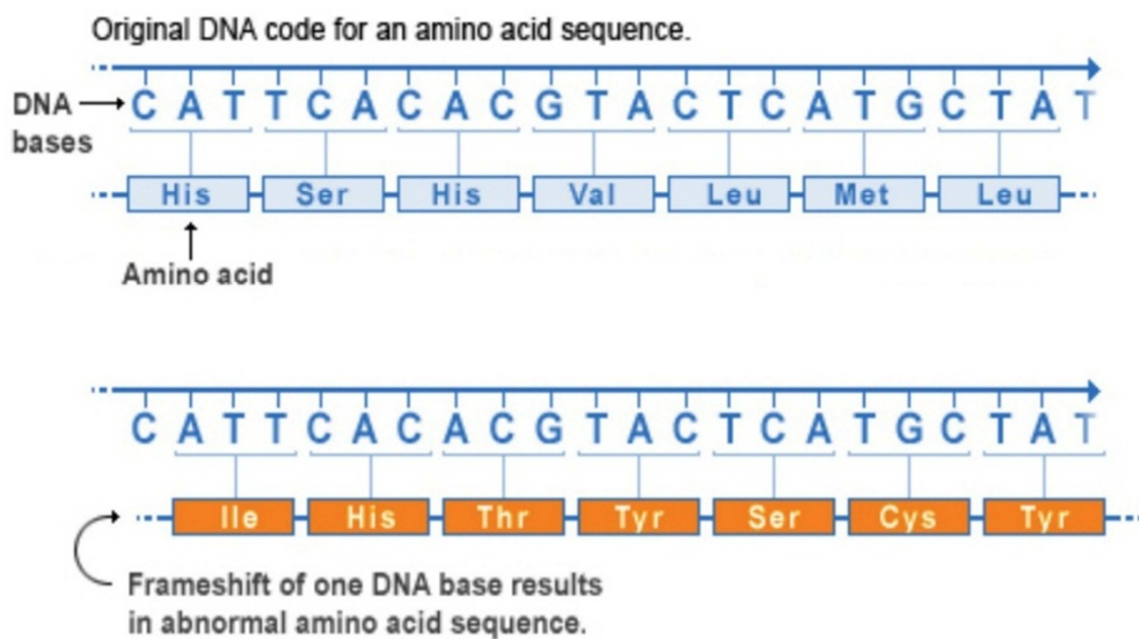 Original DNA code for an amino acid sequence.
DNA bases
C A T T C A C A C G T A C T C A T G C T A T
His Ser His Val Leu Met Leu
Amino acid
C A T T C A C A C G T A C T C A T G C T A T
Ile His Thr Tyr Ser Cys Tyr
Frameshift of one DNA base results
in abnormal amino acid sequence.